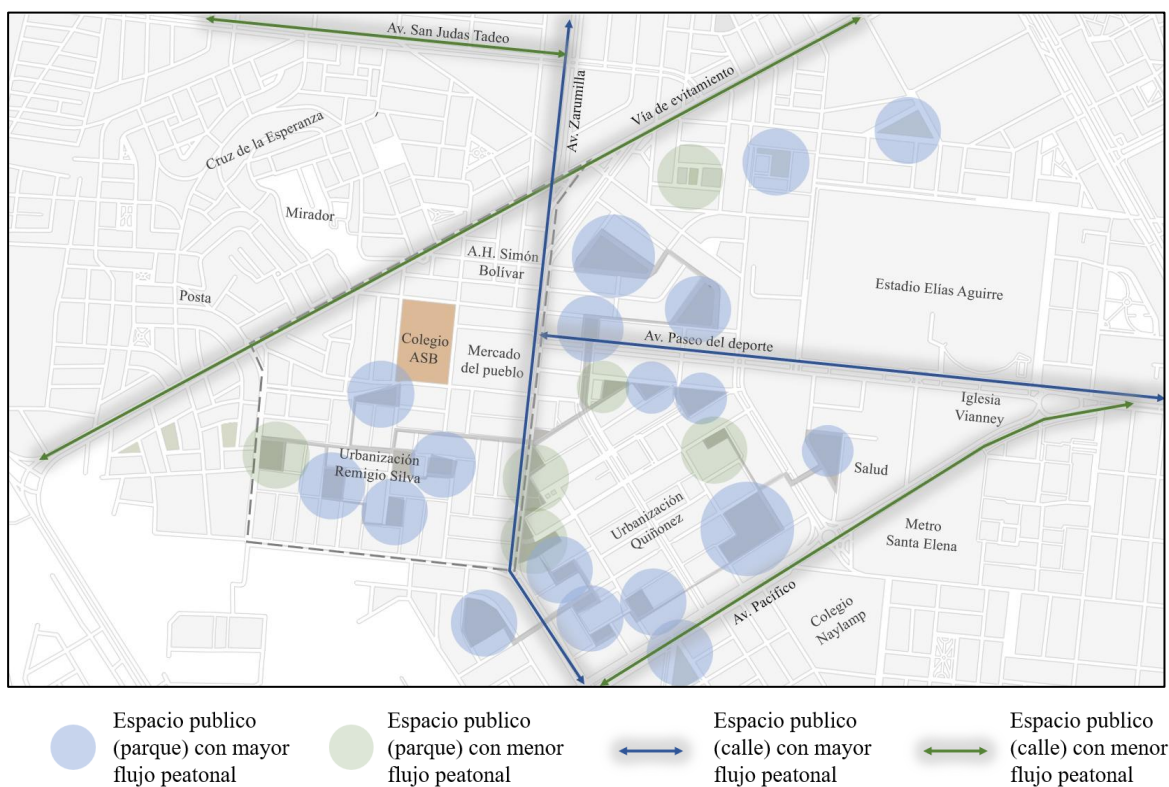 Av. San Judas Tadeo
Av. Zarumilla
Vía de evitamiento
Cruz de la Esperanza
Mirador
A.H. Simón
Bolívar
Posta
Estadio Elías Aguirre
Colegio
ASB
Mercado
del pueblo
Av. Paseo del deporte
Iglesia
Vianney
Urbanización
Remigio Silva
Salud
Urbanización
Quiñonez
Metro
Santa Elena
Av. Pacífico
Colegio
Naylamp
Espacio publico
(parque) con mayor
flujo peatonal
Espacio publico
(parque) con menor
flujo peatonal
Espacio publico
(calle) con mayor
flujo peatonal
Espacio publico
(calle) con menor
flujo peatonal